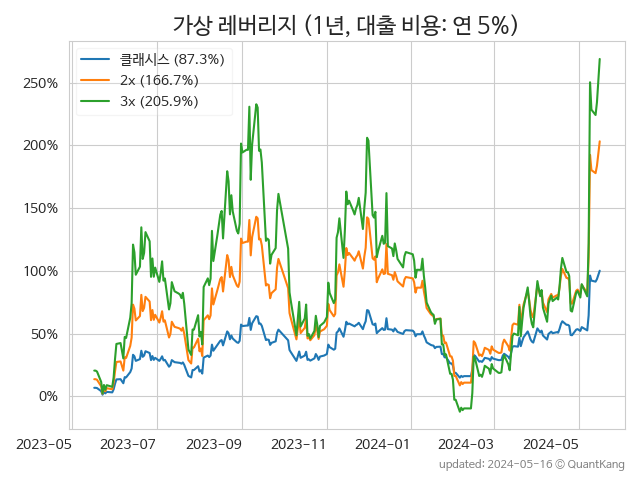 가상 레버리지 (1년, 대출 비용: 연 5%)
클래시스 (87.3%)
2x (166.7%)
3x (205.9%)
250%
200%
150%
100%
50%
0%
2023-05 2023-07 2023-09 2023-11 2024-01 2024-03 2024-05
updated: 2024-05-16 © QuantKang